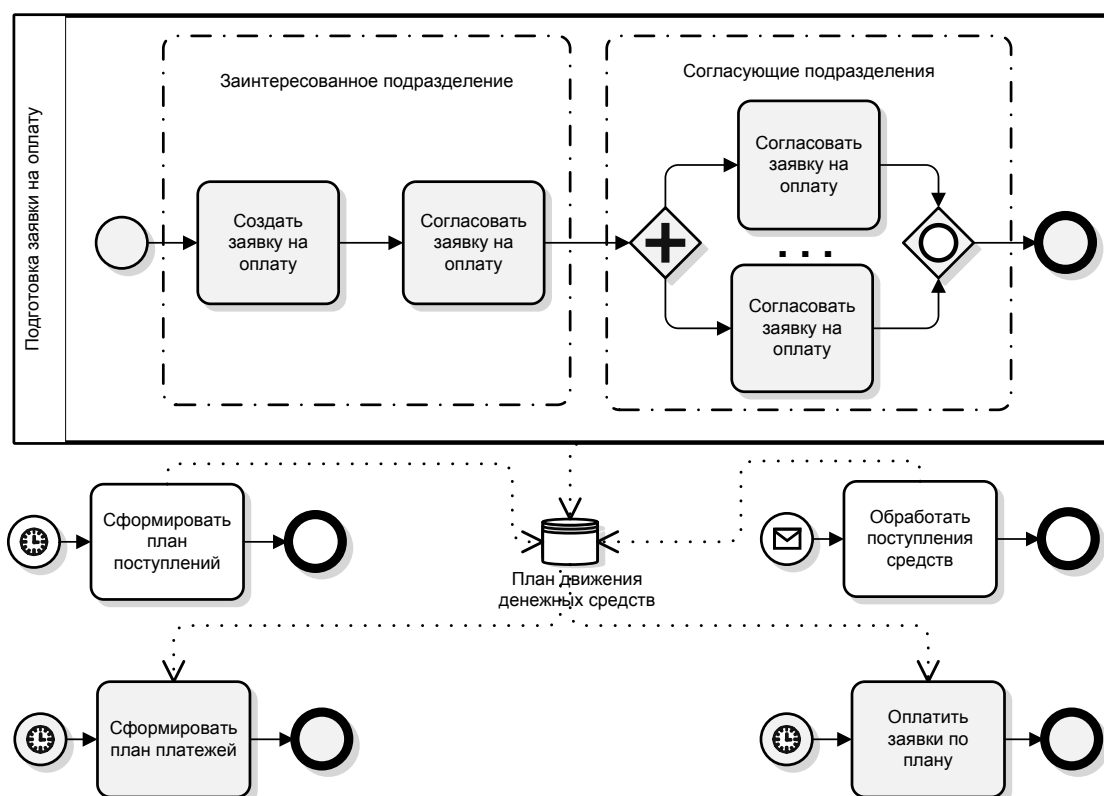 Подготовка заявки на оплату
Заинтересованное подразделение
Согласующие подразделения
Создать
заявку на
оплату
Согласовать
заявку на
оплату
Согласовать
заявку на
оплату
. . .
Согласовать
заявку на
оплату
Сформировать
план
поступлений
План движения
денежных средств
Обработать
поступления
средств
Сформировать
план платежей
Оплатить
заявки по
плану